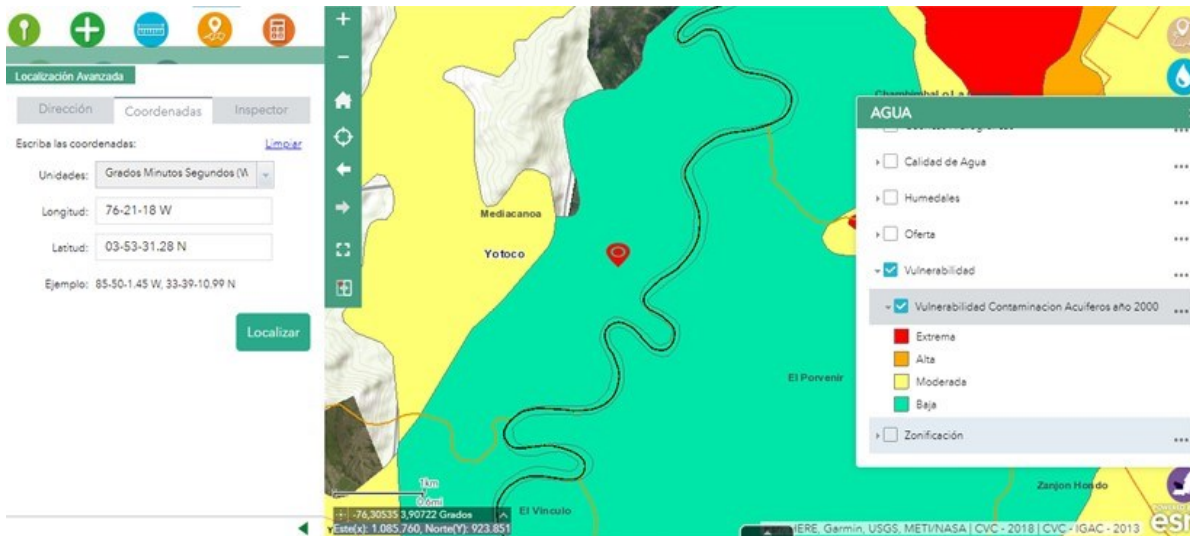 Localización Avanzada
Dirección
Coordenadas
Inspector
Escriba las coordenadas:
Limpiar
Unidades: Grados Minutos Segundos (W
Longitud: 76-21-18 W
Latitud: 03-53-31.28 N
Ejemplo: 85-50-1.45 W, 33-39-10.99 N
Localizar
Mediacanoa
Yotoco
El Porvenir
El Vinculo
Zanjon Hondo
1km
0.6mi
-76,30535 3,90722 Grados
Este(x): 1.085.760, Norte(Y): 923.851
AGUA
Calidad de Agua
Humedales
Oferta
Vulnerabilidad
Vulnerabilidad Contaminacion Acuiferos año 2000
Extrema
Alta
Moderada
Baja
Zonificación
HERE, Garmin, USGS, METI/NASA | CVC - 2018 | CVC - IGAC - 2013
esri